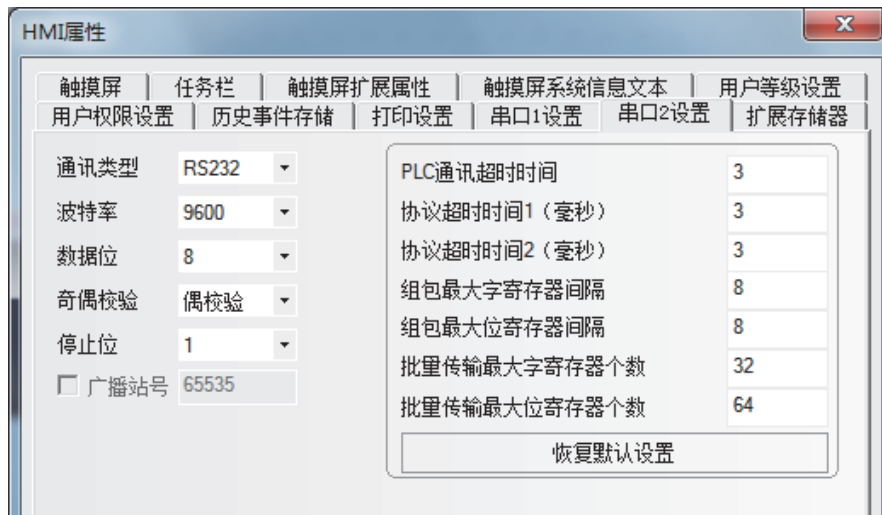 HMI属性
触摸屏 任务栏 触摸屏扩展属性 触摸屏系统信息文本 用户等级设置
用户权限设置 历史事件存储 打印设置 串口1设置 串口2设置 扩展存储器
通讯类型 RS232
波特率 9600
数据位 8
奇偶校验 偶校验
停止位 1
广播站号 65535
PLC通讯超时时间 3
协议超时时间1（毫秒） 3
协议超时时间2（毫秒） 3
组包最大字寄存器间隔 8
组包最大位寄存器间隔 8
批量传输最大字寄存器个数 32
批量传输最大位寄存器个数 64
恢复默认设置